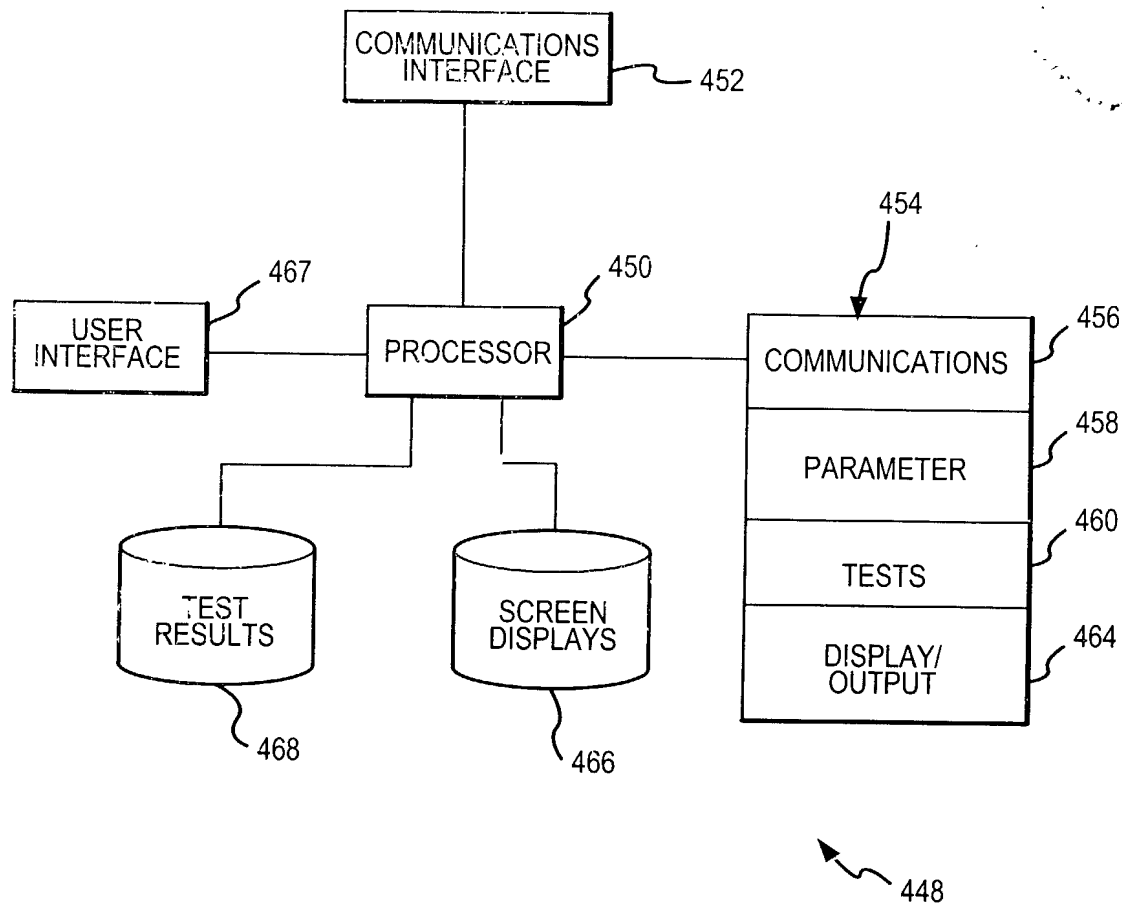 COMMUNICATIONS
INTERFACE
452
454
467
450
456
USER
INTERFACE
PROCESSOR
COMMUNICATIONS
458
PARAMETER
460
TESTS
TEST
RESULTS
SCREEN
DISPLAYS
464
DISPLAY/
OUTPUT
468
466
448